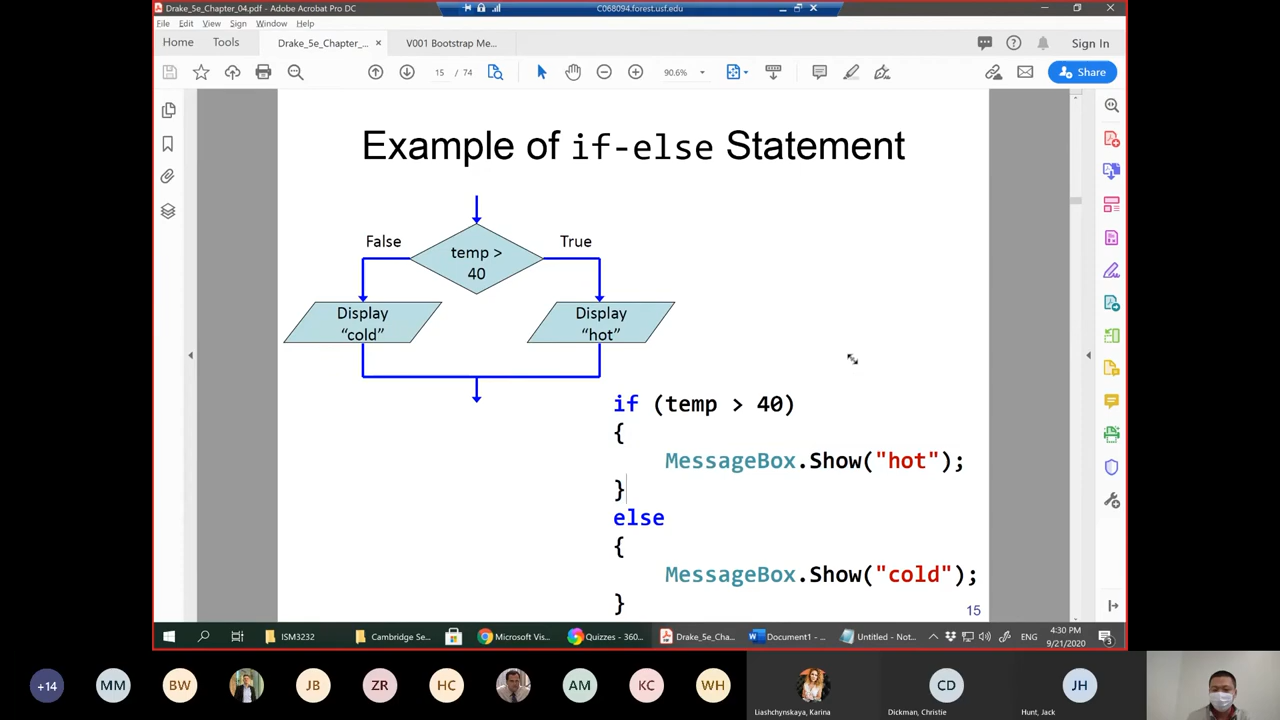 Drake_5e_Chapter_04.pdf - Adobe Acrobat Pro DC
C068094.forest.usf.edu
File Edit View Sign Window Help
Home Tools Drake_5e_Chapter_... × V001 Bootstrap Me...
Sign In
15 / 74 90.6% Share
Example of if-else Statement
False True
temp >
40
Display
“cold”
Display
“hot”
if (temp > 40)
{
MessageBox.Show("hot");
}
else
{
MessageBox.Show("cold");
}
15
ISM3232 Cambridge Se... Microsoft Vis... Quizzes - 360... Drake_5e_Cha... Document1 - ... Untitled - Not... ENG 4:30 PM
9/21/2020 3
+14 MM BW JB ZR HC AM KC WH CD JH
Liashchynskaya, Karina Dickman, Christie Hunt, Jack